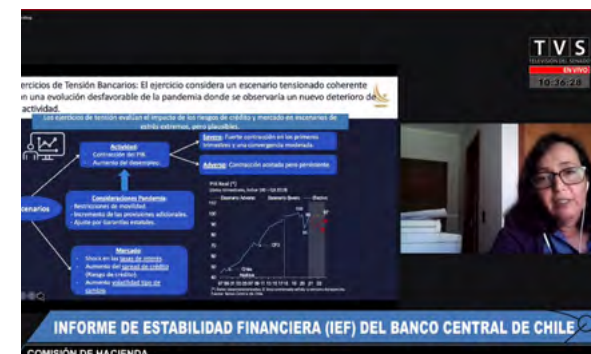 TVS
TELEVISIÓN DEL SENADO
EN VIVO
10:36:28
ercicios de Tensión Bancarios: El ejercicio considera un escenario tensionado coherente
n una evolución desfavorable de la pandemia donde se observaría un nuevo deterioro de
actividad.
Los ejercicios de tensión evalúan el impacto de los riesgos de crédito y mercado en escenarios de
estrés extremos, pero plausibles.
Actividad:
- Contracción del PIB.
- Aumento del desempleo.
Severo: Fuerte contracción en los primeros
trimestres y una convergencia moderada.
Adverso: Contracción acotada pero persistente
cenarios
Consideraciones Pandemia:
- Restricciones de movilidad.
- Incremento de las provisiones adicionales.
- Ajuste por Garantías estatales.
Mercado:
- Shock en las tasas de interés.
- Aumento del spread de crédito
(Riesgo de crédito).
- Aumento volatilidad tipo de
cambio.
PIB Real (*)
Escenario Adverso Escenario Severo Efectivo
INFORME DE ESTABILIDAD FINANCIERA (IEF) DEL BANCO CENTRAL DE CHILE
COMISIÓN DE HACIENDA